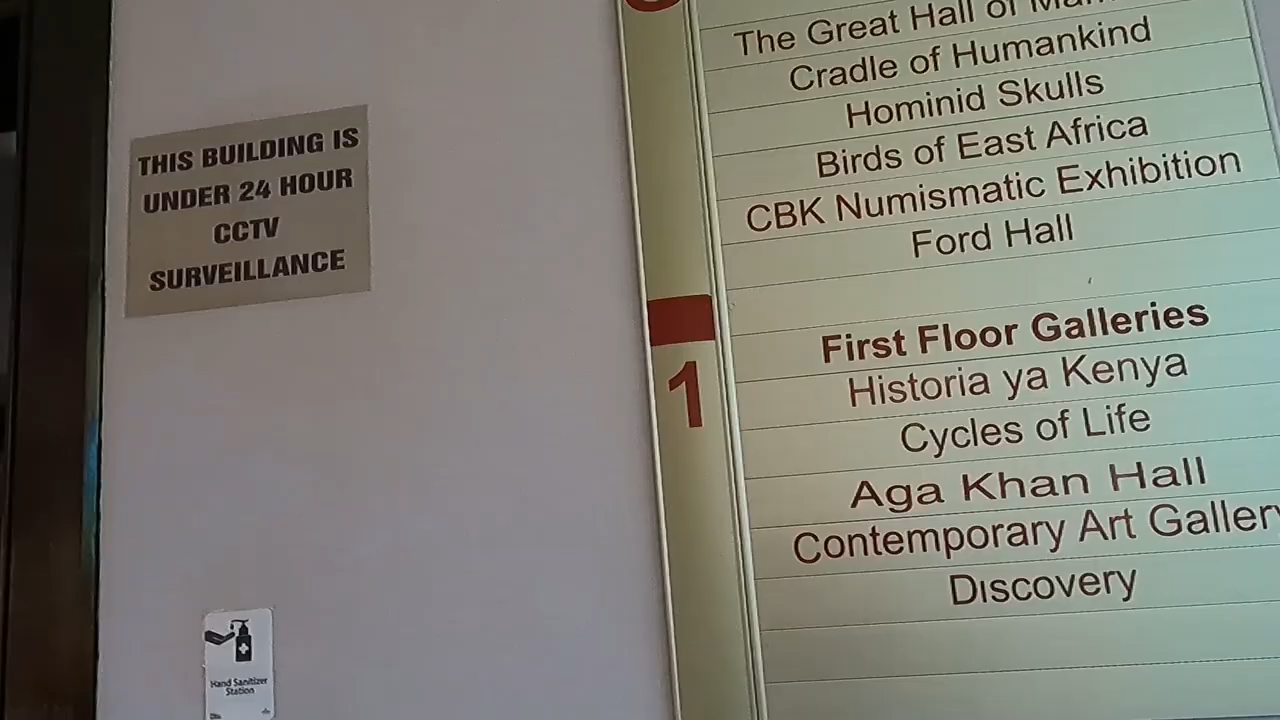 THIS BUILDING IS
UNDER 24 HOUR
CCTV
SURVEILLANCE
Hand Sanitizer
Station
The Great Hall of
Cradle of Humankind
Hominid Skulls
Birds of East Africa
CBK Numismatic Exhibition
Ford Hall
1
First Floor Galleries
Historia ya Kenya
Cycles of Life
Aga Khan Hall
Contemporary Art Gallery
Discovery